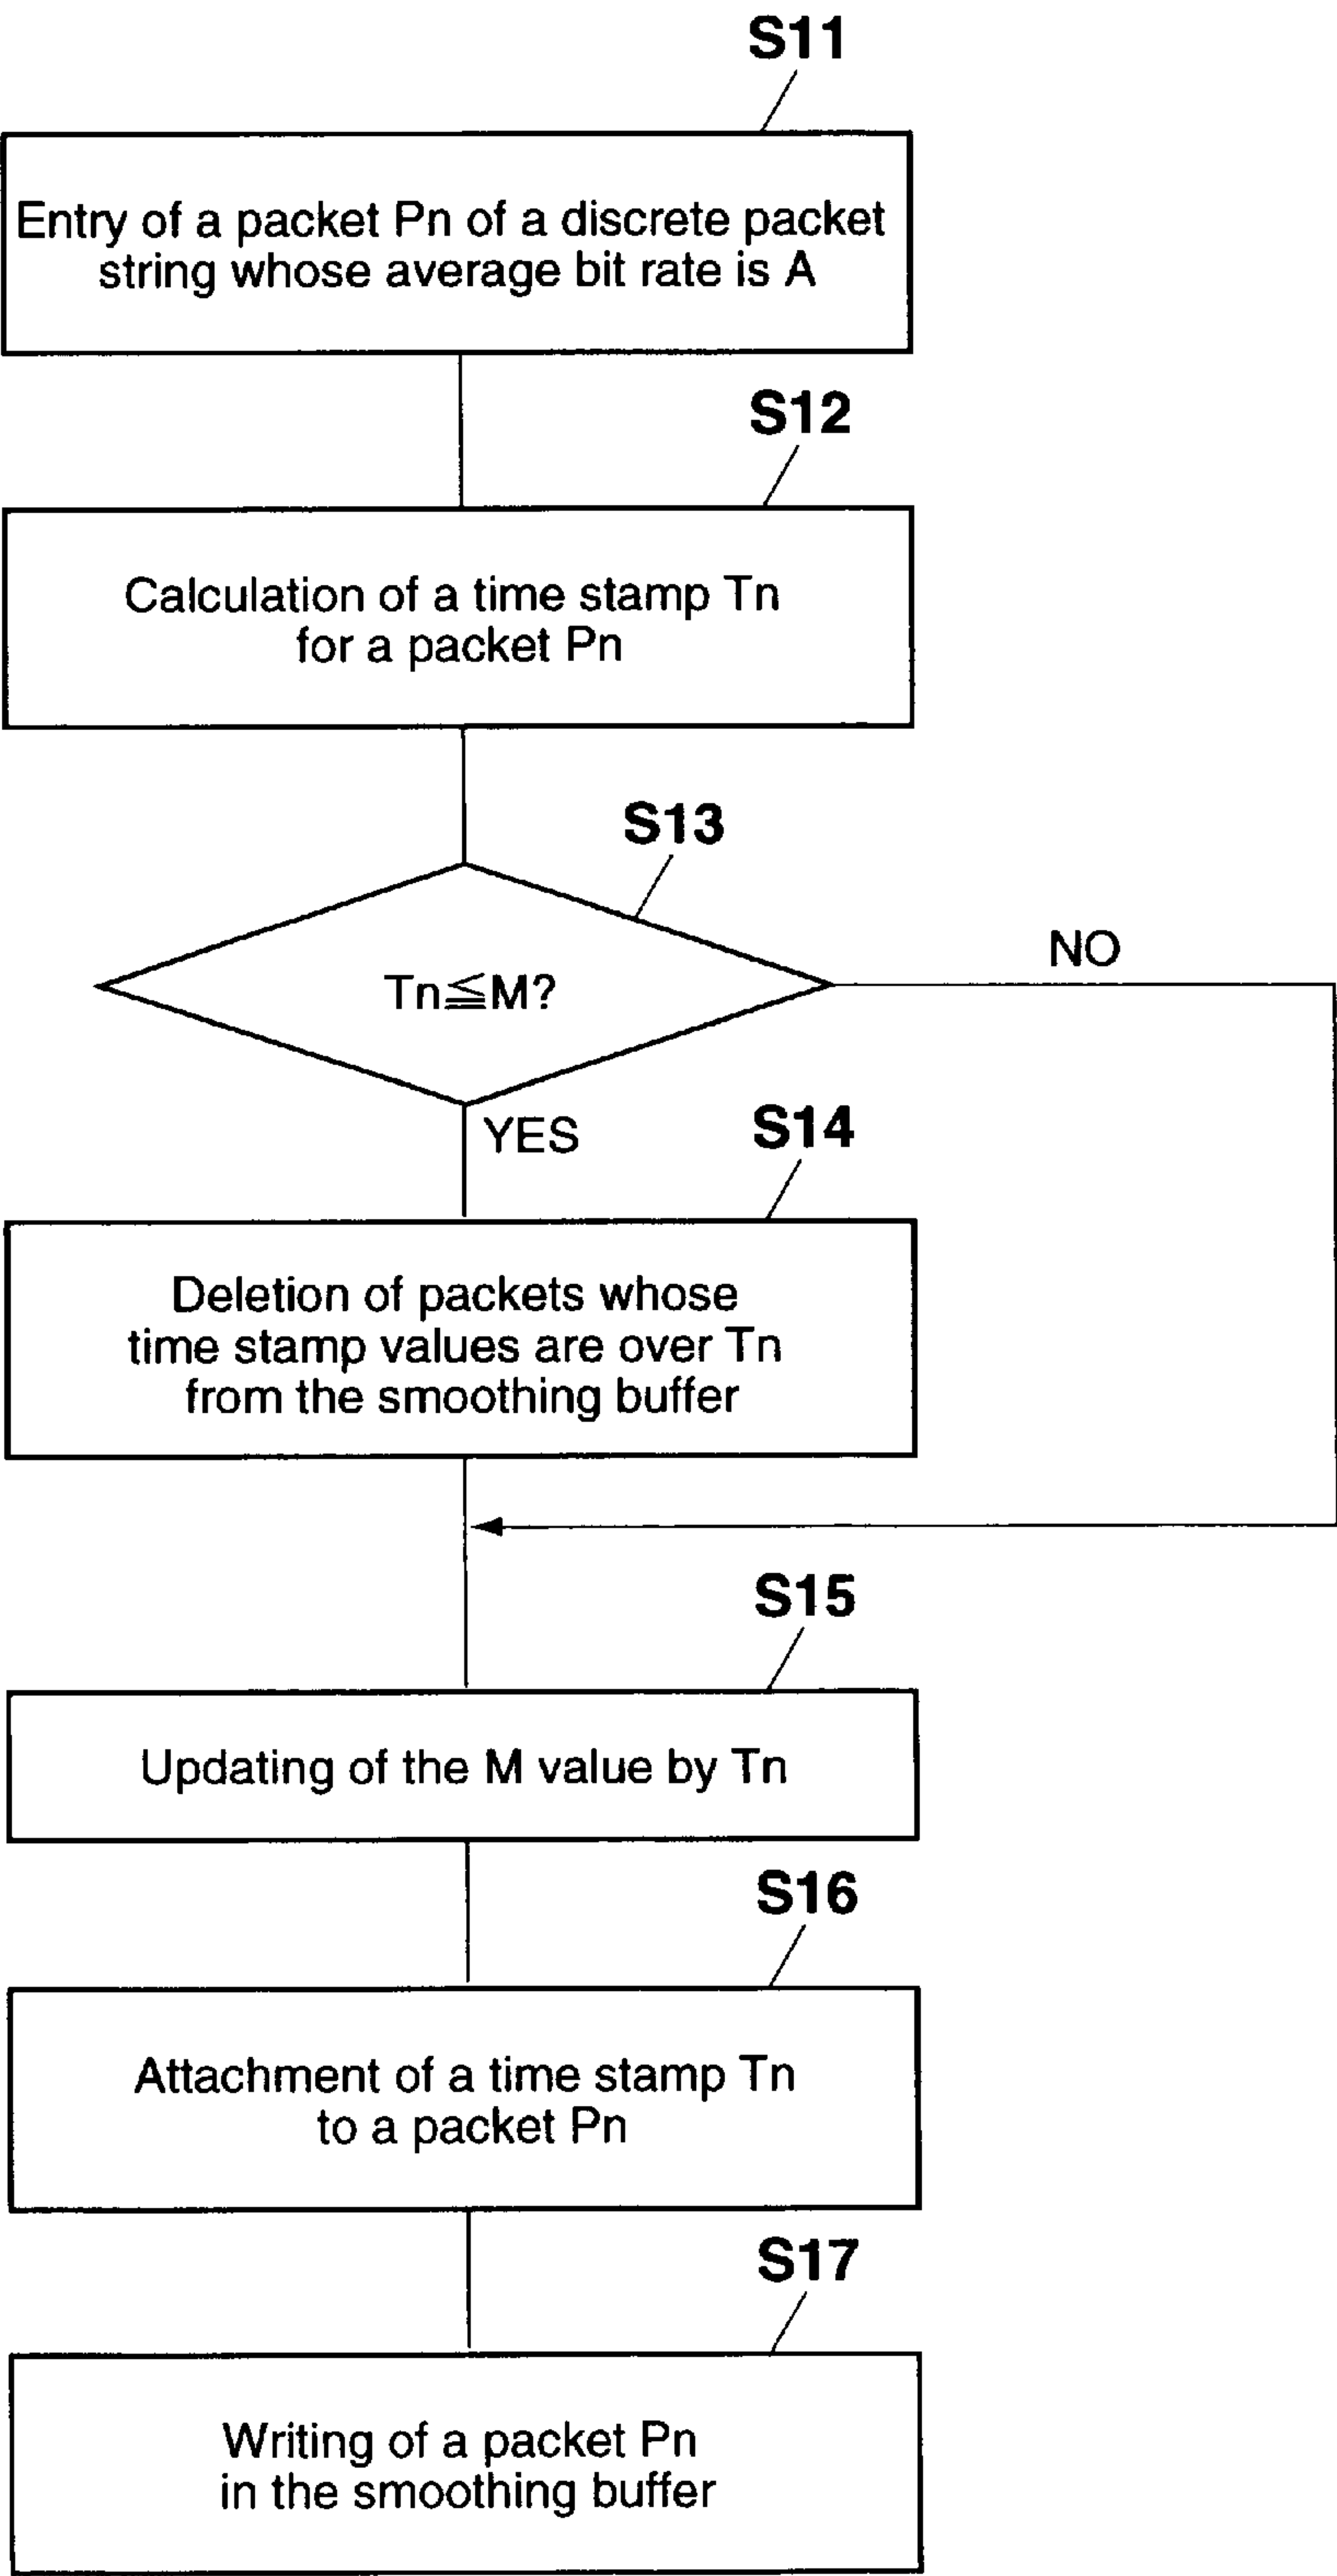 S11
Entry of a packet Pn of a discrete packet
string whose average bit rate is A
S12
Calculation of a time stamp Tn
for a packet Pn
S13
Tn≦M?
NO
YES
S14
Deletion of packets whose
time stamp values are over Tn
from the smoothing buffer
S15
Updating of the M value by Tn
S16
Attachment of a time stamp Tn
to a packet Pn
S17
Writing of a packet Pn
in the smoothing buffer